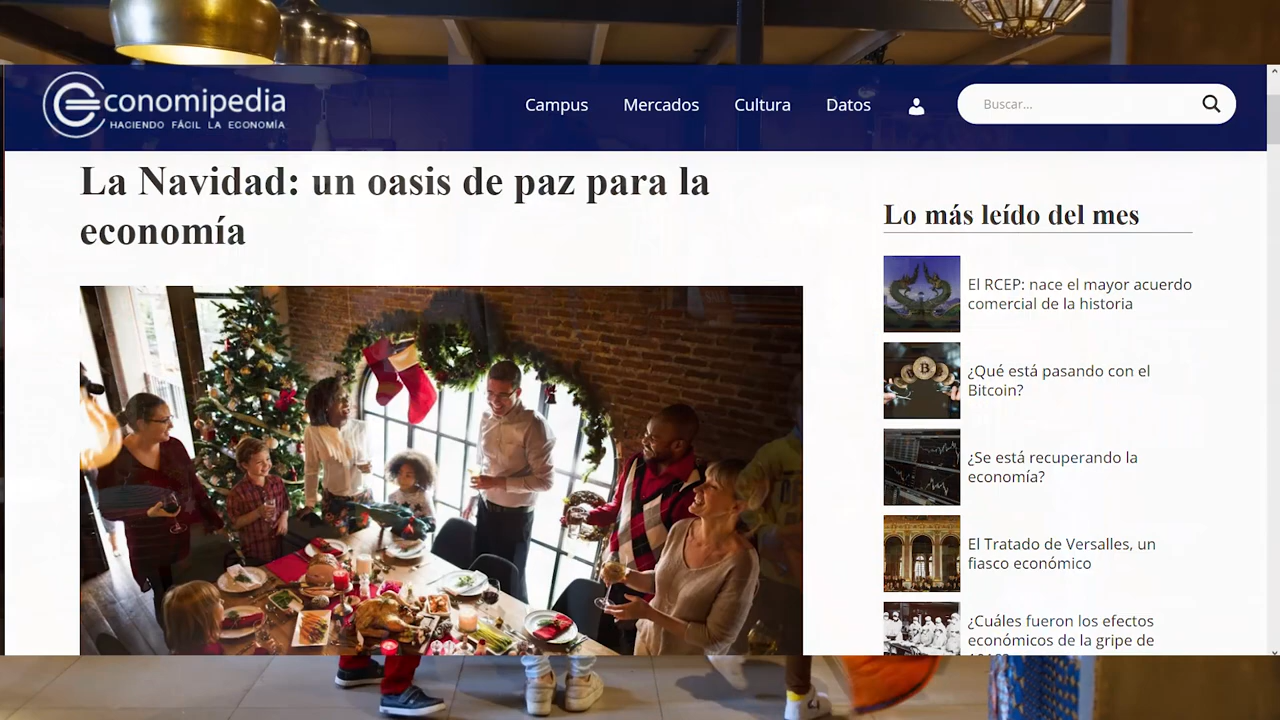 Economipedia
HACIENDO FÁCIL LA ECONOMÍA
Campus
Mercados
Cultura
Datos
Buscar...
La Navidad: un oasis de paz para la
economía
Lo más leído del mes
El RCEP: nace el mayor acuerdo
comercial de la historia
¿Qué está pasando con el
Bitcoin?
¿Se está recuperando la
economía?
El Tratado de Versalles, un
fiasco económico
¿Cuáles fueron los efectos
económicos de la gripe de